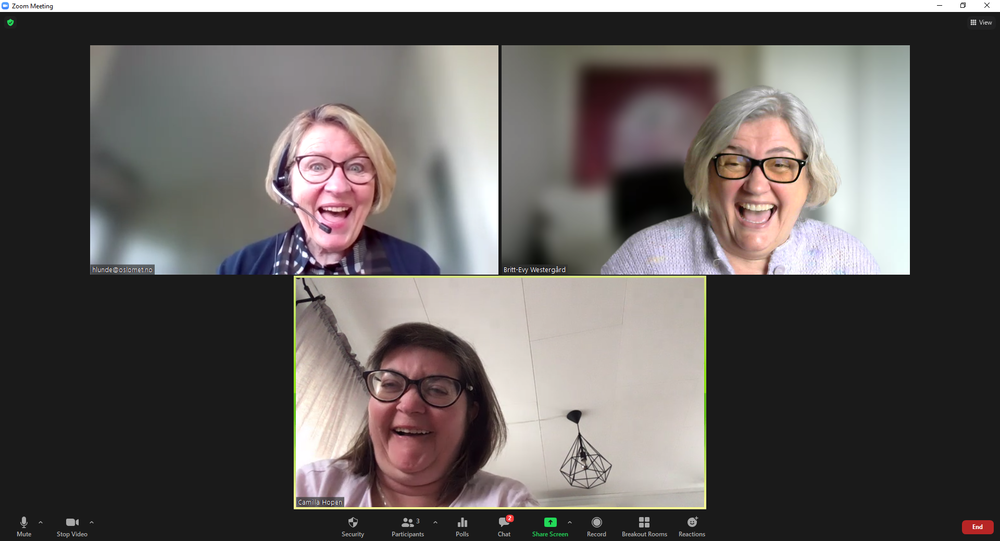 Zoom Meeting
View
hlunde@oslomet.no
Britt-Evy Westergård
Camilla Hopen
Mute
Stop Video
Security
3
Participants
Polls
2
Chat
Share Screen
Record
Breakout Rooms
Reactions
End